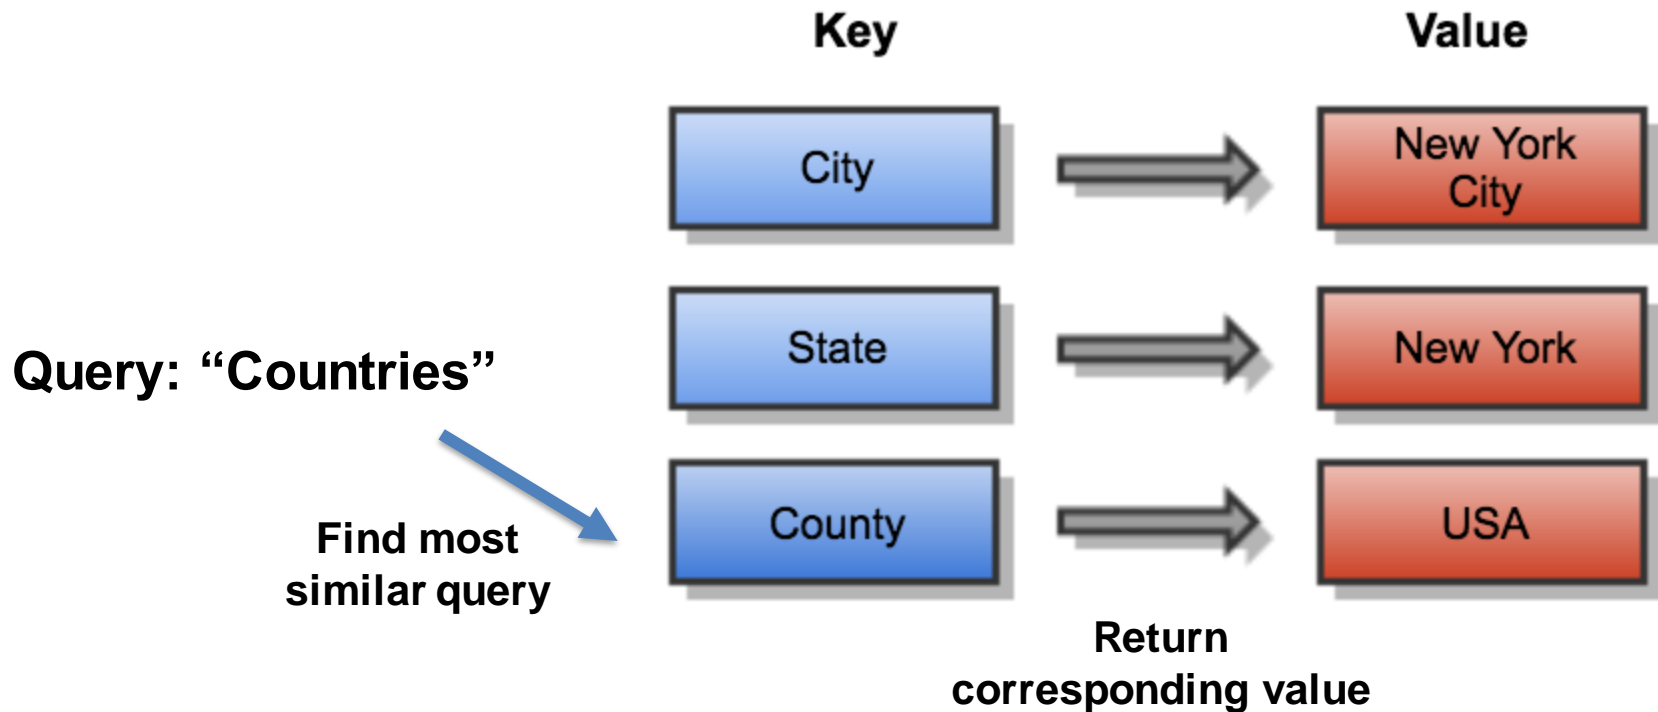 Key
Value
City
New York
City
State
New York
Query: “Countries”
County
USA
Find most
similar query
Return
corresponding value